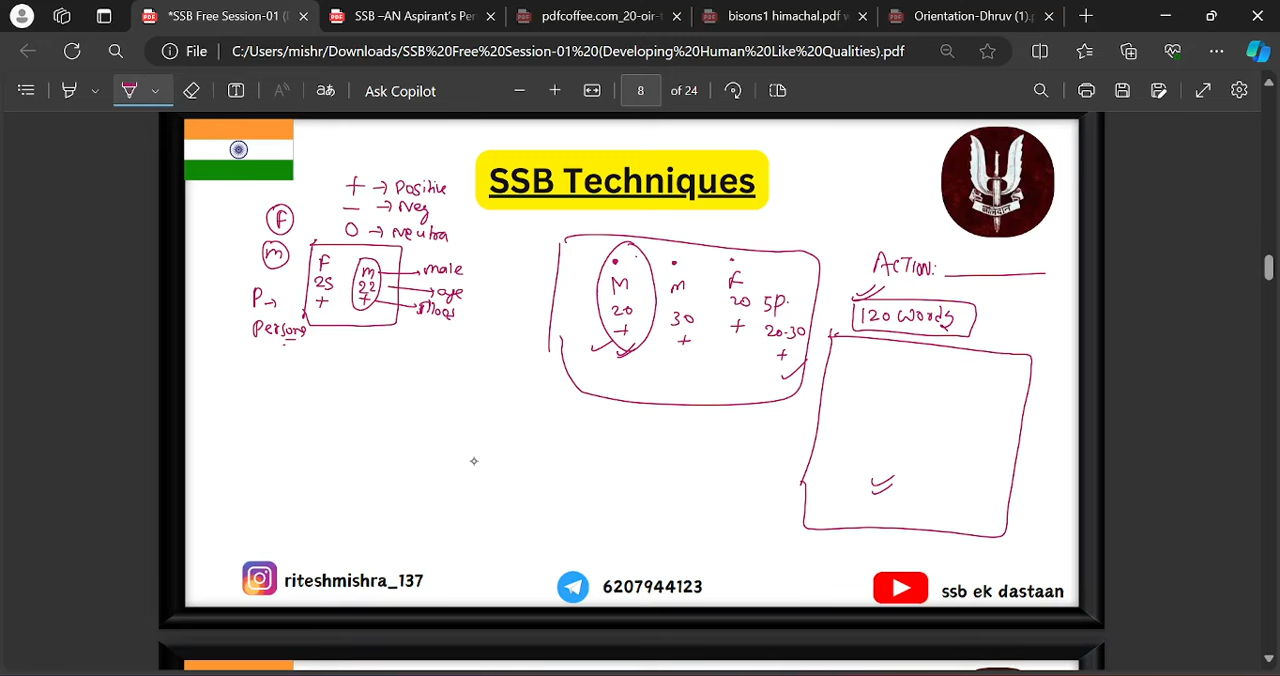 *SSB Free Session-01 (
SSB –AN Aspirant's Per
pdfcoffee.com_20-oir-t
bisons1 himachal.pdf
Orientation-Dhruv (1).p
File
C:/Users/mishr/Downloads/SSB%20Free%20Session-01%20(Developing%20Human%20Like%20Qualities).pdf
Ask Copilot
8
of 24
SSB Techniques
बलिदान
+ → Positive
− → Neg
O → Neutra
F
M
F
25
+
M
22
+
→ male
→ age
P →
Persons
M
20
+
M
30
+
F
20
+
5P.
20-30
+
ACTION:
120 words
riteshmishra_137
6207944123
ssb ek dastaan